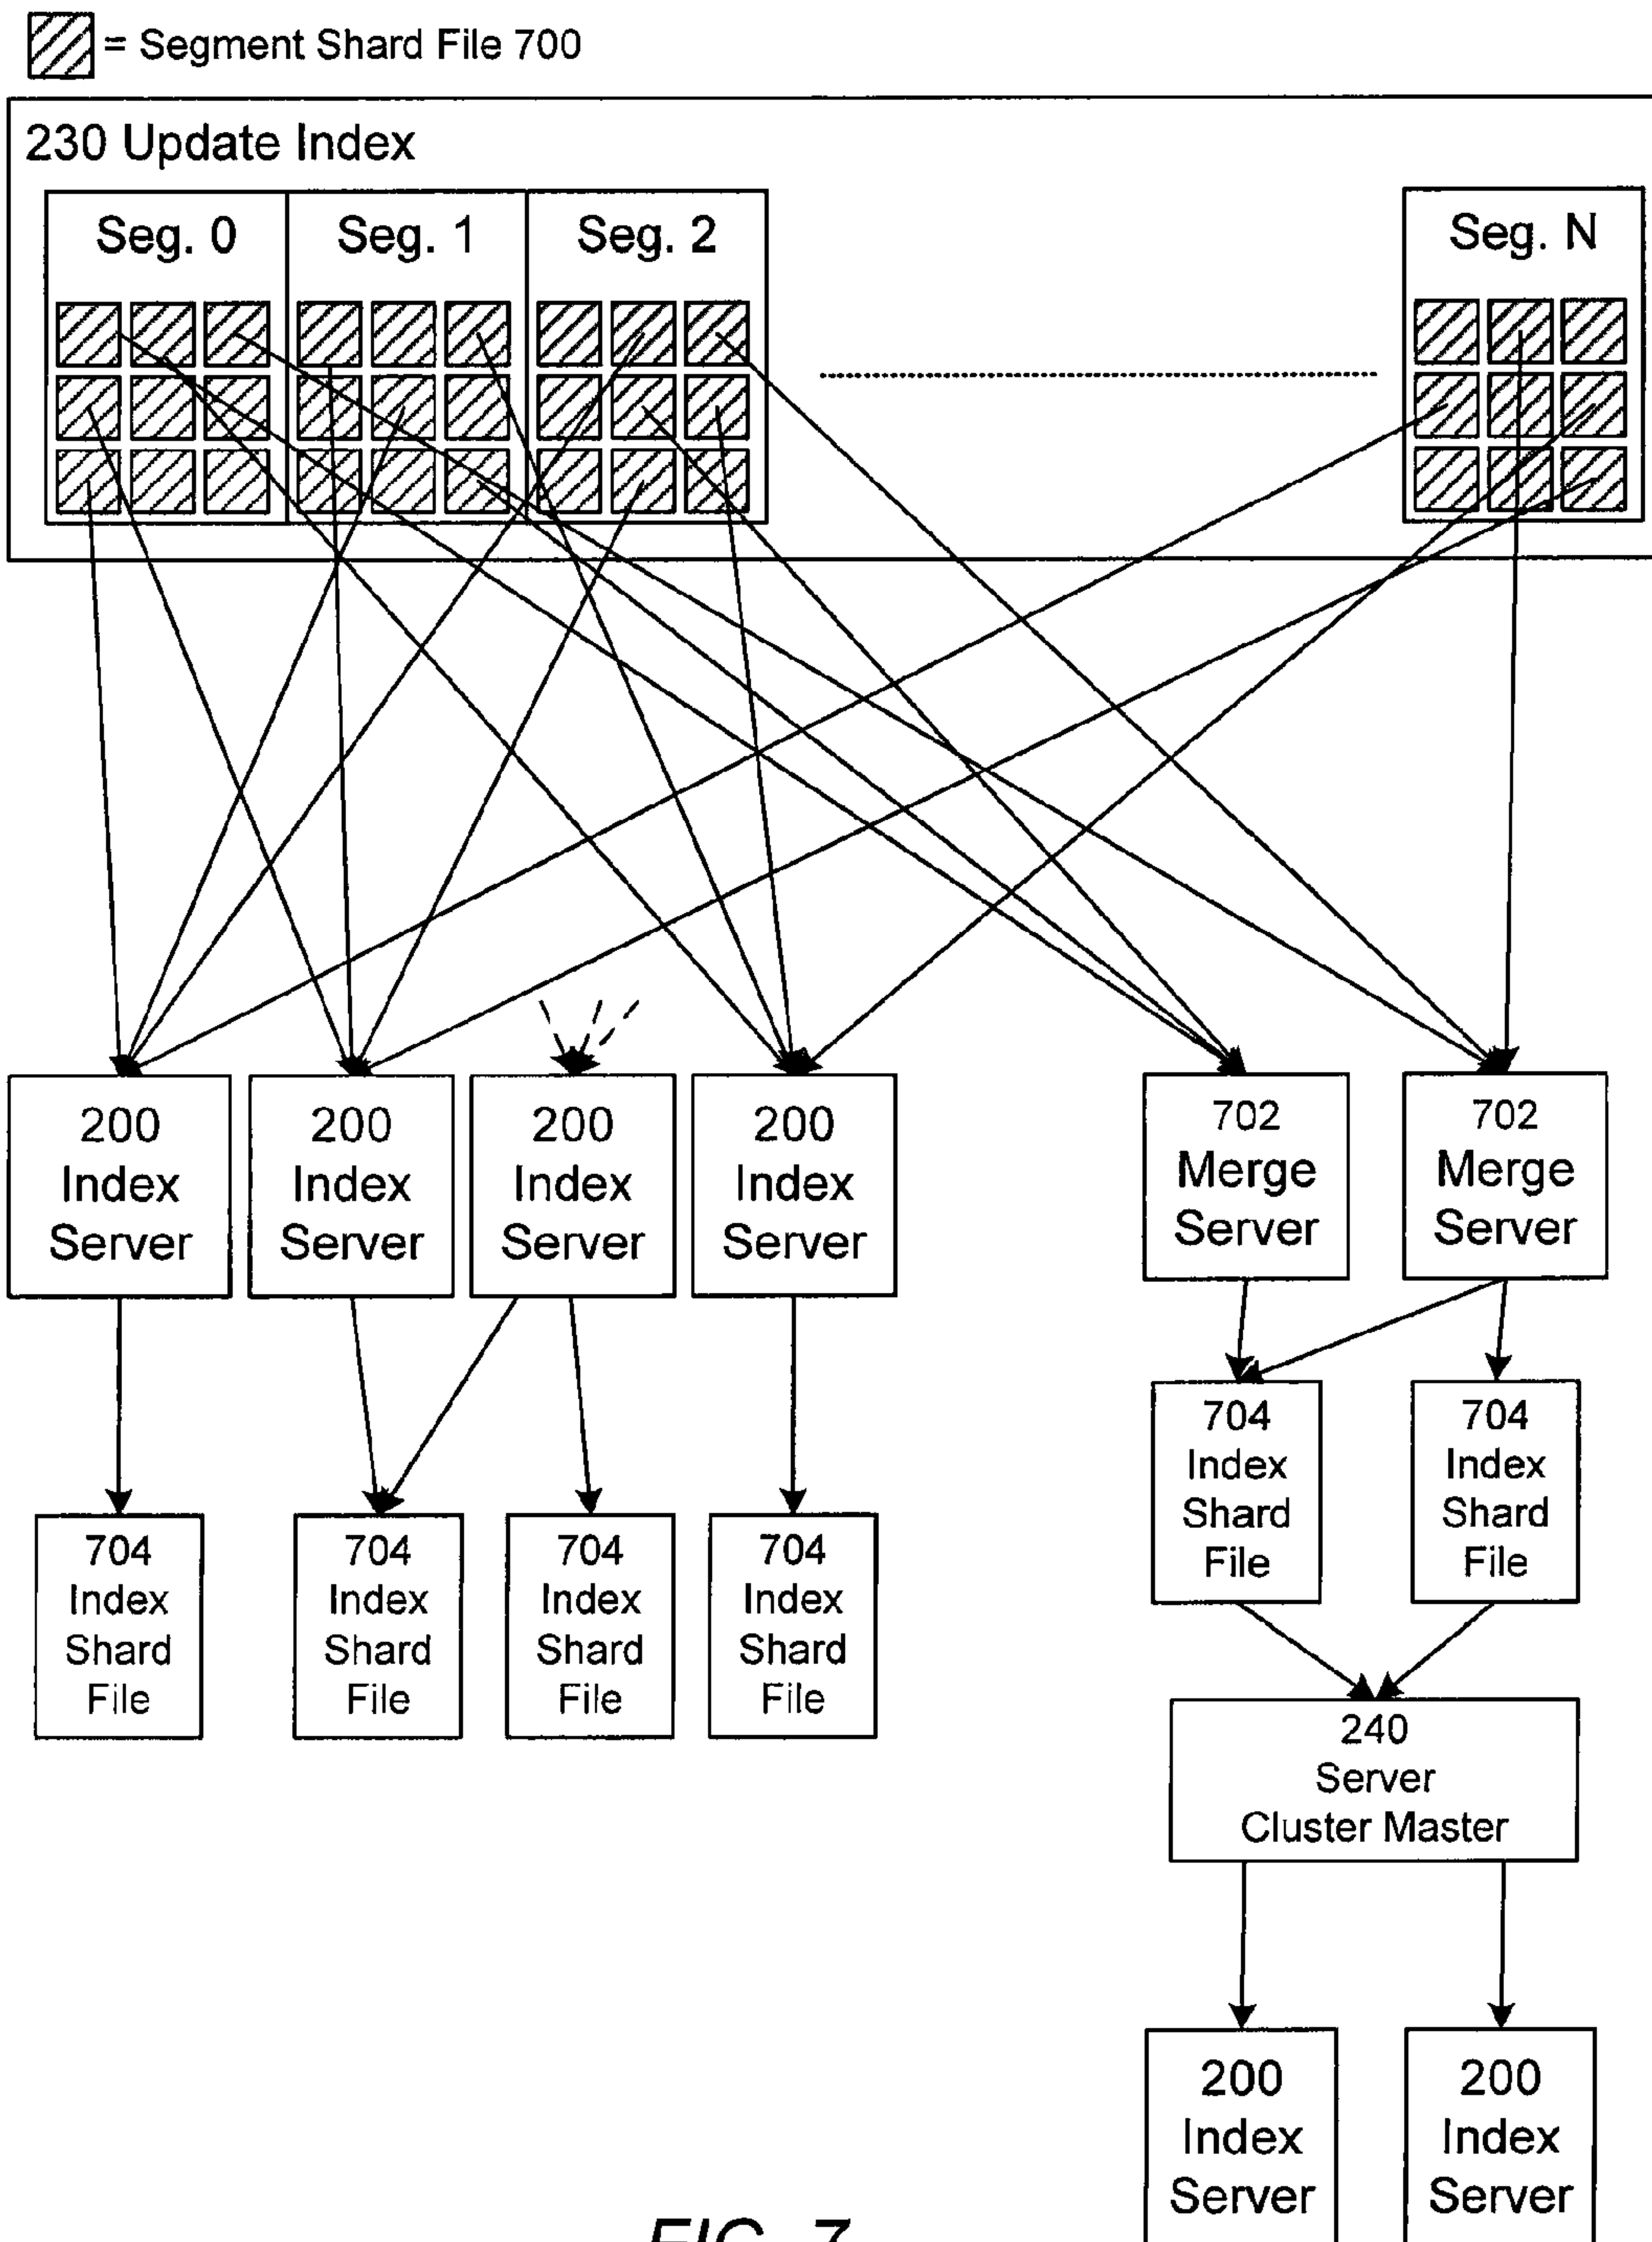 = Segment Shard File 700
230 Update Index
Seg. 0
Seg. 1
Seg. 2
Seg. N
200
Index
Server
200
Index
Server
200
Index
Server
200
Index
Server
702
Merge
Server
702
Merge
Server
704
Index
Shard
File
704
Index
Shard
File
704
Index
Shard
File
704
Index
Shard
File
704
Index
Shard
File
704
Index
Shard
File
240
Server
Cluster Master
200
Index
Server
200
Index
Server
FIG. 7